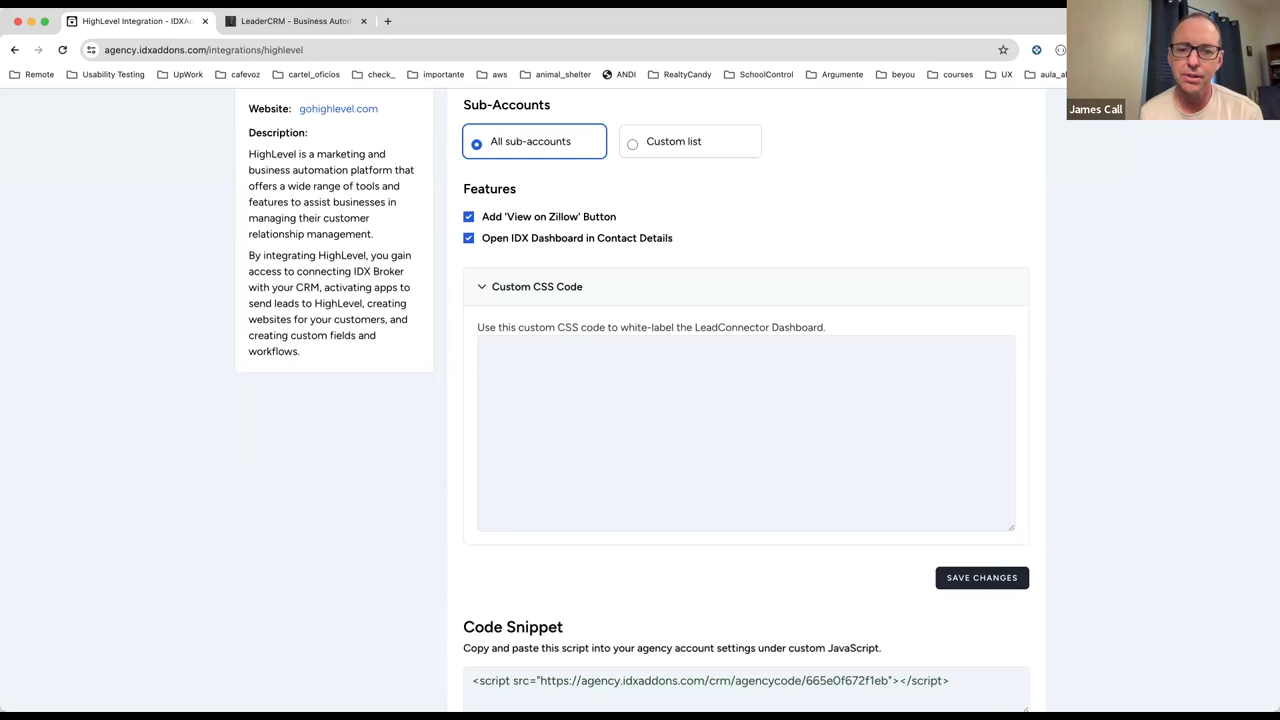 HighLevel Integration - IDXAc
LeaderCRM - Business Autom
agency.idxaddons.com/integrations/highlevel
Remote
Usability Testing
UpWork
cafevoz
cartel_oficios
check_
importante
aws
animal_shelter
ANDI
RealtyCandy
SchoolControl
Argumente
beyou
courses
UX
aula_al
James Call
Website: gohighlevel.com
Description:
HighLevel is a marketing and
business automation platform that
offers a wide range of tools and
features to assist businesses in
managing their customer
relationship management.
By integrating HighLevel, you gain
access to connecting IDX Broker
with your CRM, activating apps to
send leads to HighLevel, creating
websites for your customers, and
creating custom fields and
workflows.
Sub-Accounts
All sub-accounts
Custom list
Features
Add 'View on Zillow' Button
Open IDX Dashboard in Contact Details
Custom CSS Code
Use this custom CSS code to white-label the LeadConnector Dashboard.
SAVE CHANGES
Code Snippet
Copy and paste this script into your agency account settings under custom JavaScript.
<script src="https://agency.idxaddons.com/crm/agencycode/665e0f672f1eb"></script>